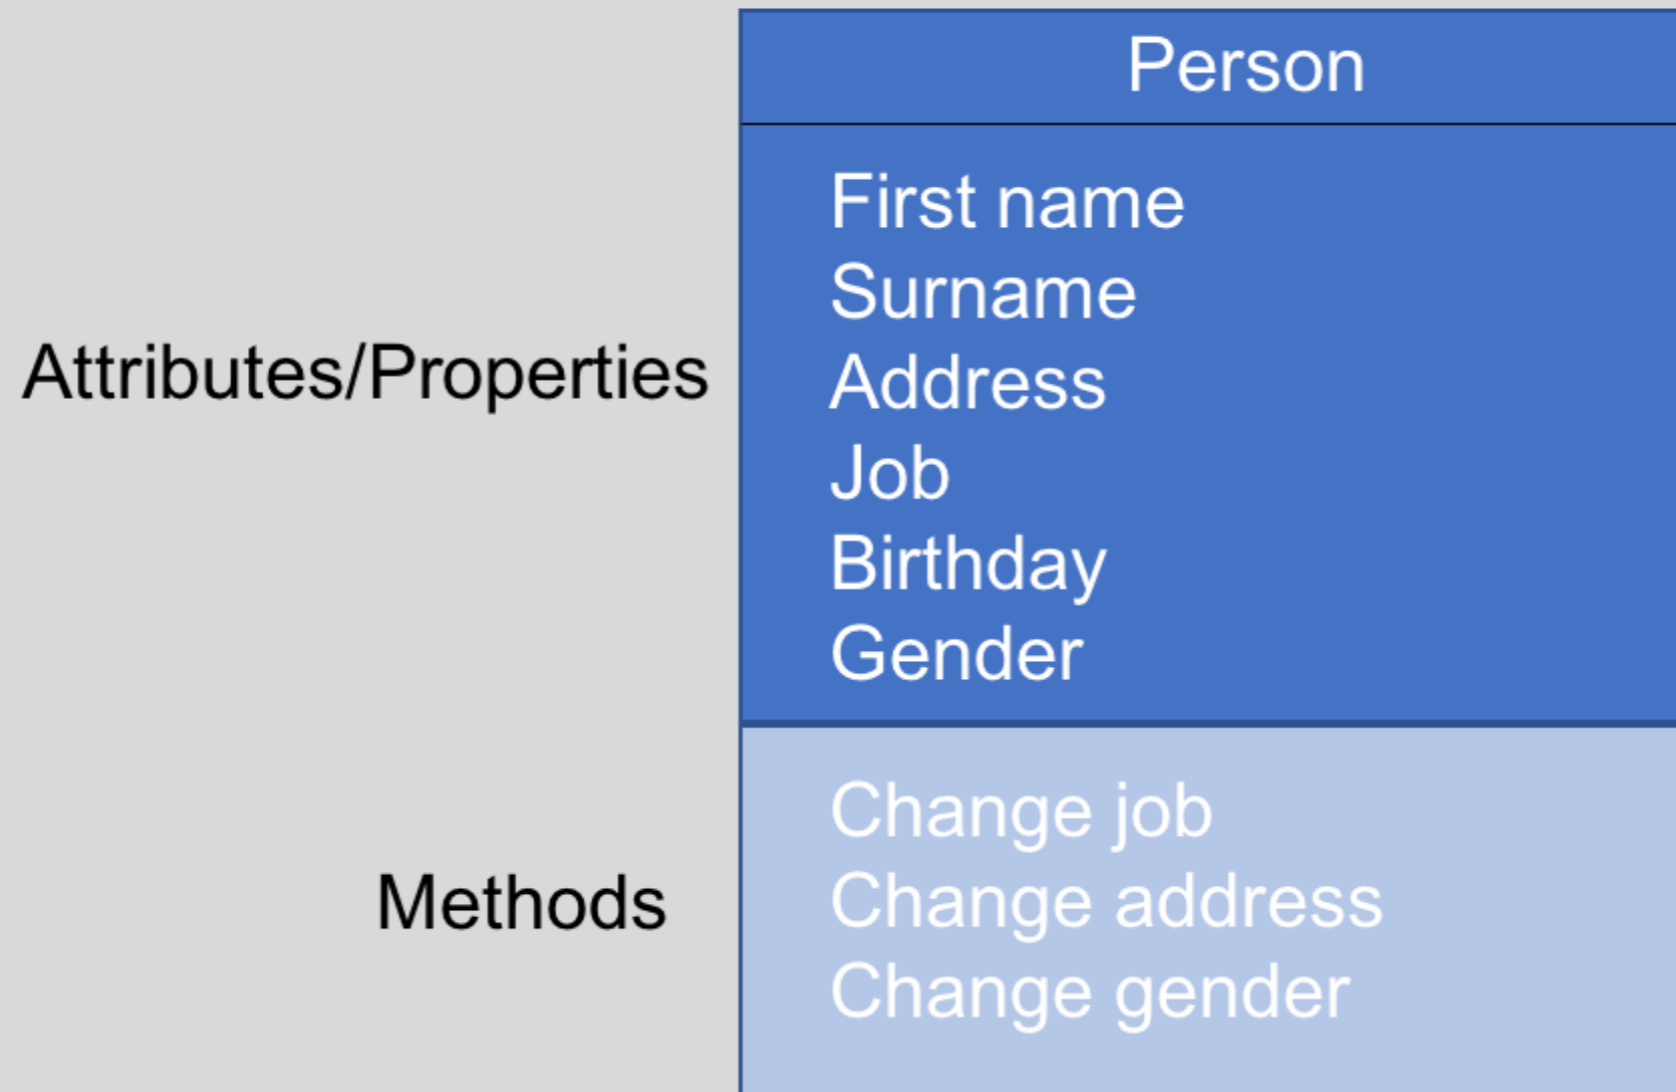 Person
First name
Surname
Attributes/Properties
Address
Job
Birthday
Gender
Change job
Methods
Change address
Change gender